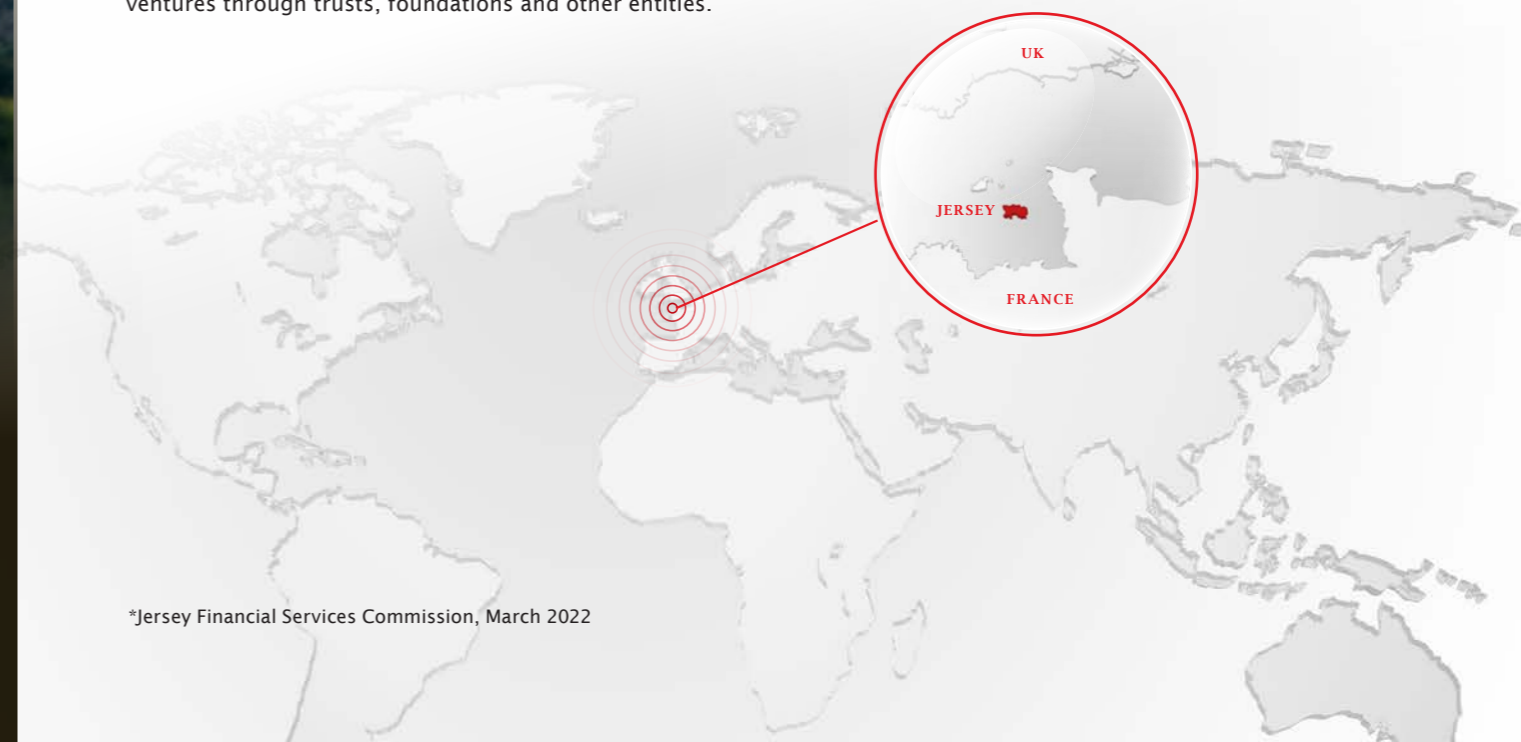 ventures through trusts, foundations and other entities.
UK
JERSEY
FRANCE
*Jersey Financial Services Commission, March 2022